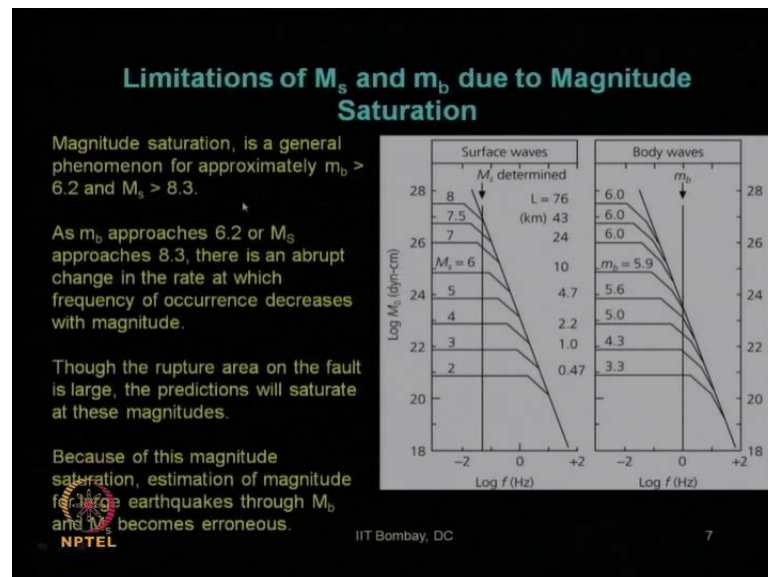 Limitations of Ms and mb due to Magnitude
Saturation
Magnitude saturation, is a general
phenomenon for approximately mb >
6.2 and Ms > 8.3.
As mb approaches 6.2 or MS
approaches 8.3, there is an abrupt
change in the rate at which
frequency of occurrence decreases
with magnitude.
Though the rupture area on the fault
is large, the predictions will saturate
at these magnitudes.
Because of this magnitude
saturation, estimation of magnitude
for large earthquakes through Mb
and Ms becomes erroneous.
NPTEL
Surface waves
Ms determined
28
26
24
22
20
18
Log M0 (dyn-cm)
8
7.5
7
Ms = 6
5
4
3
2
L = 76
(km) 43
24
10
4.7
2.2
1.0
0.47
-2 0 +2
Log f (Hz)
Body waves
mb
6.0
6.0
6.0
mb = 5.9
5.6
5.0
4.3
3.3
28
26
24
22
20
18
-2 0 +2
Log f (Hz)
IIT Bombay, DC
7